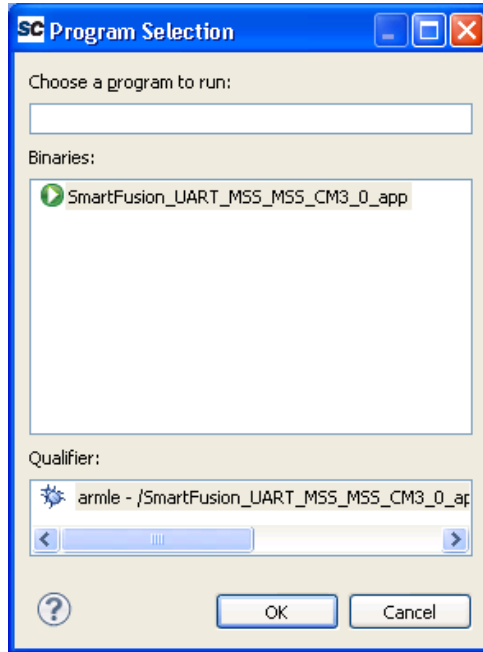 SC Program Selection
Choose a program to run:
Binaries:
SmartFusion_UART_MSS_MSS_CM3_0_app
Qualifier:
armle - /SmartFusion_UART_MSS_MSS_CM3_0_ap
?
OK Cancel